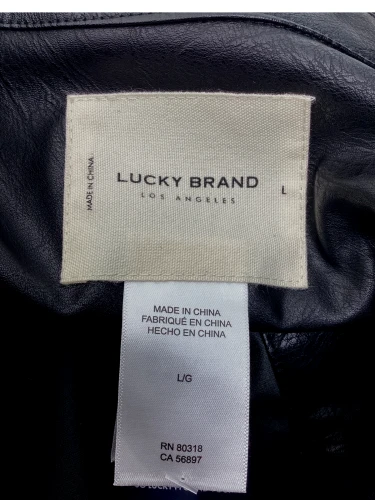 MADE IN CHINA
LUCKY BRAND
LOS ANGELES
L
MADE IN CHINA
FABRIQUÉ EN CHINA
HECHO EN CHINA
L/G
RN 80318
CA 56897